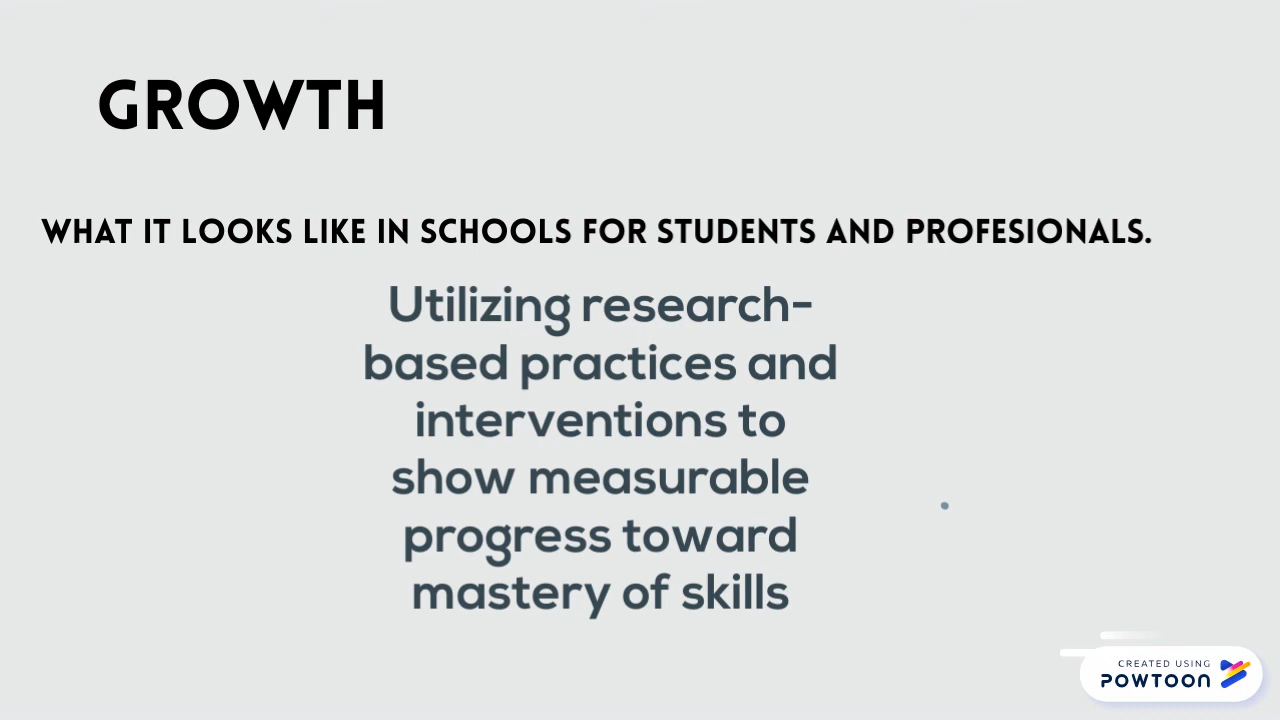 GROWTH
WHAT IT LOOKS LIKE IN SCHOOLS FOR STUDENTS AND PROFESIONALS.
Utilizing research-
based practices and
interventions to
show measurable
progress toward
mastery of skills
CREATED USING
POWTOON